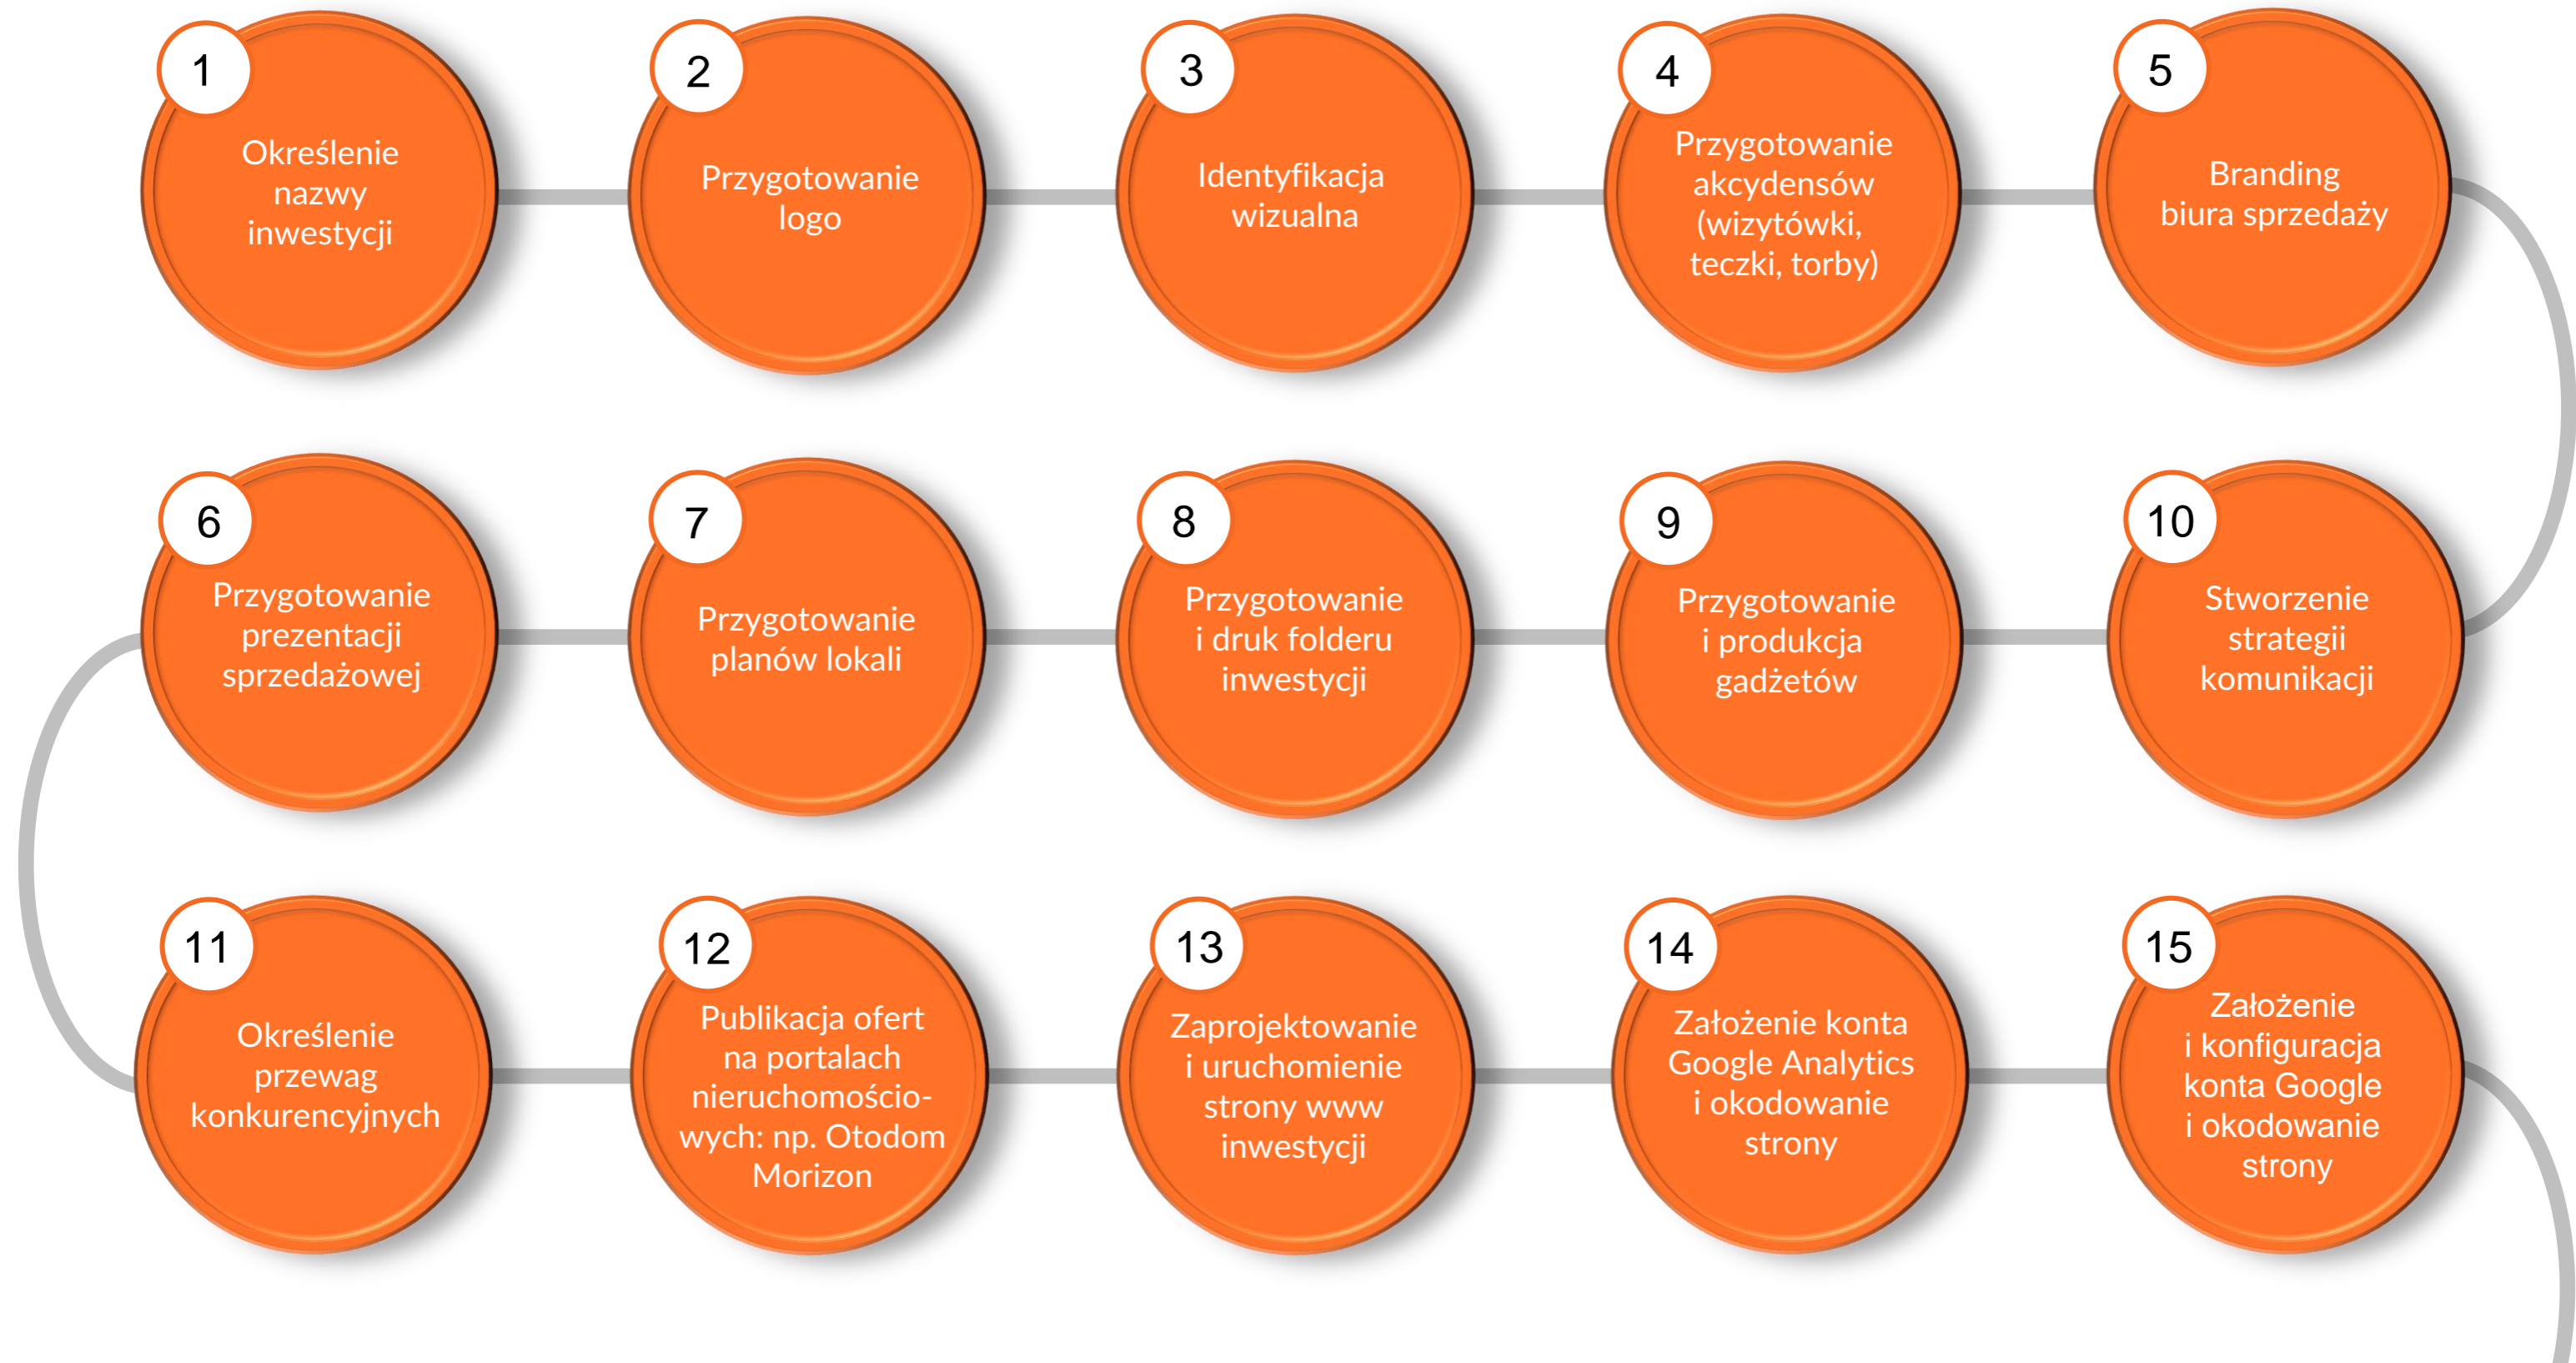 1
Określenie
nazwy
inwestycji
2
Przygotowanie
logo
3
Identyfikacja
wizualna
4
Przygotowanie
akcydensów
(wizytówki,
teczki, torby)
5
Branding
biura sprzedaży
6
Przygotowanie
prezentacji
sprzedażowej
7
Przygotowanie
planów lokali
8
Przygotowanie
i druk folderu
inwestycji
9
Przygotowanie
i produkcja
gadżetów
10
Stworzenie
strategii
komunikacji
11
Określenie
przewag
konkurencyjnych
12
Publikacja ofert
na portalach
nieruchomościo-
wych: np. Otodom
Morizon
13
Zaprojektowanie
i uruchomienie
strony www
inwestycji
14
Założenie konta
Google Analytics
i okodowanie
strony
15
Założenie
i konfiguracja
konta Google
i okodowanie
strony